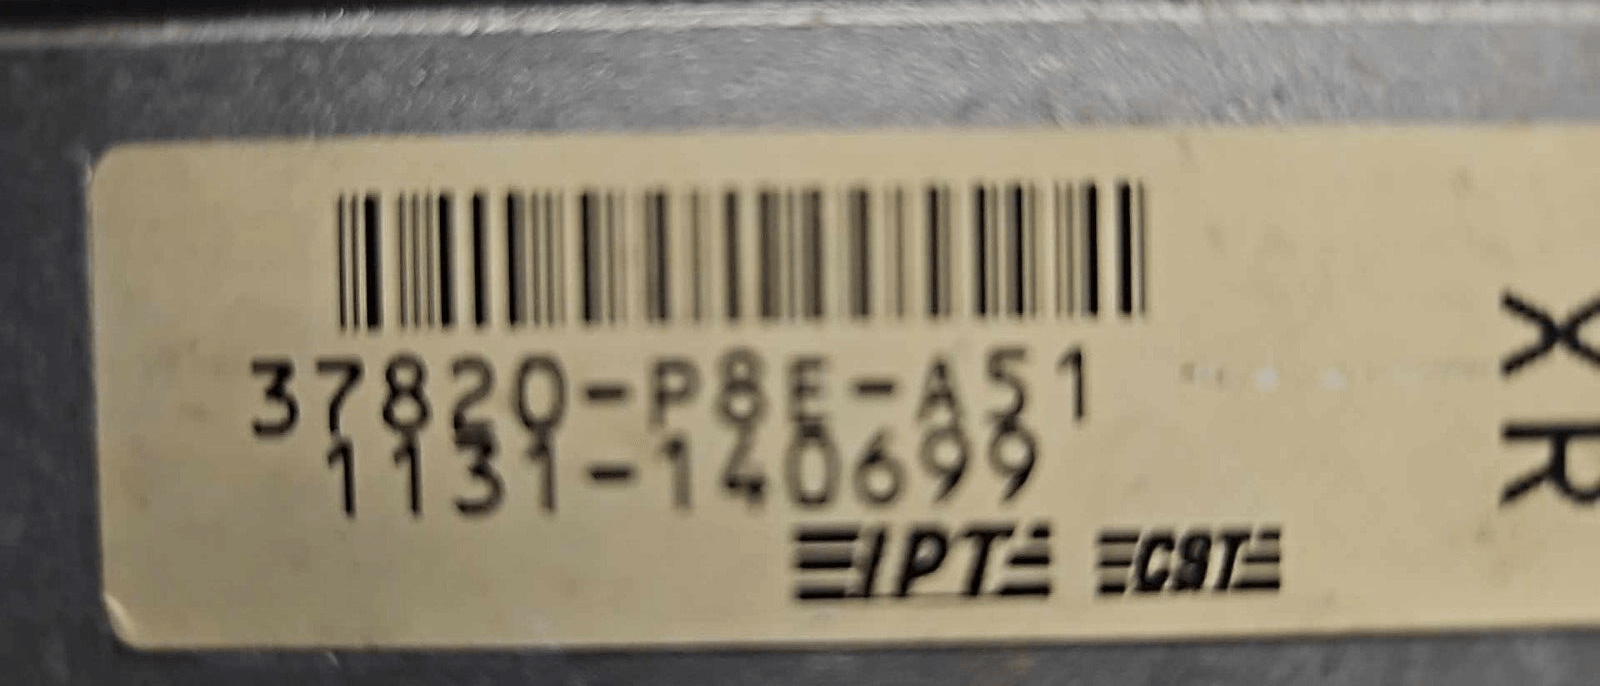 37820-P8E-A51
1131-140699
IPT CST
XR